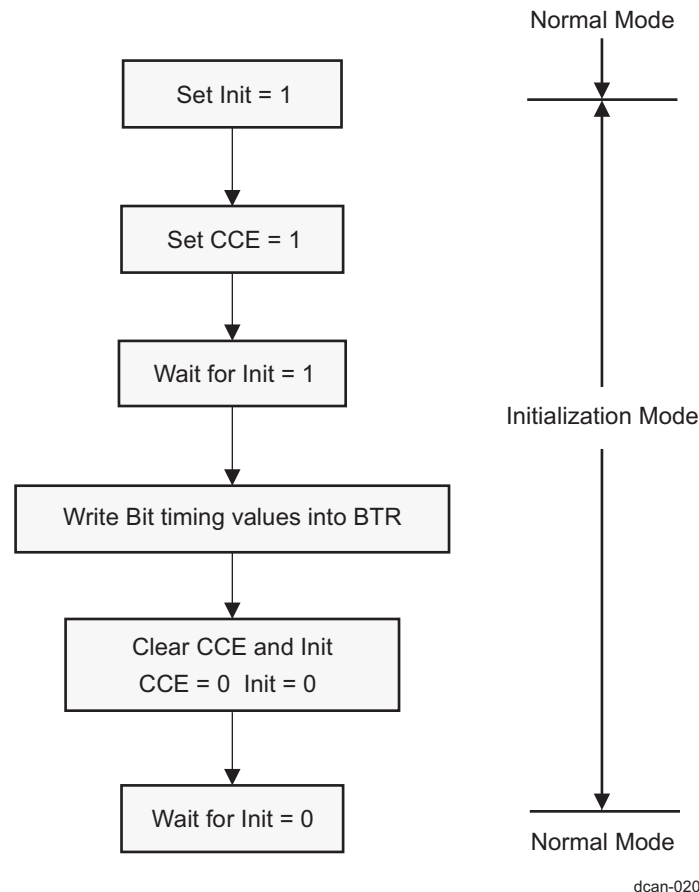 Normal Mode
Set Init = 1
Set CCE = 1
Wait for Init = 1
Initialization Mode
Write Bit timing values into BTR
Clear CCE and Init
CCE = 0 Init = 0
Wait for Init = 0
Normal Mode
dcan-020